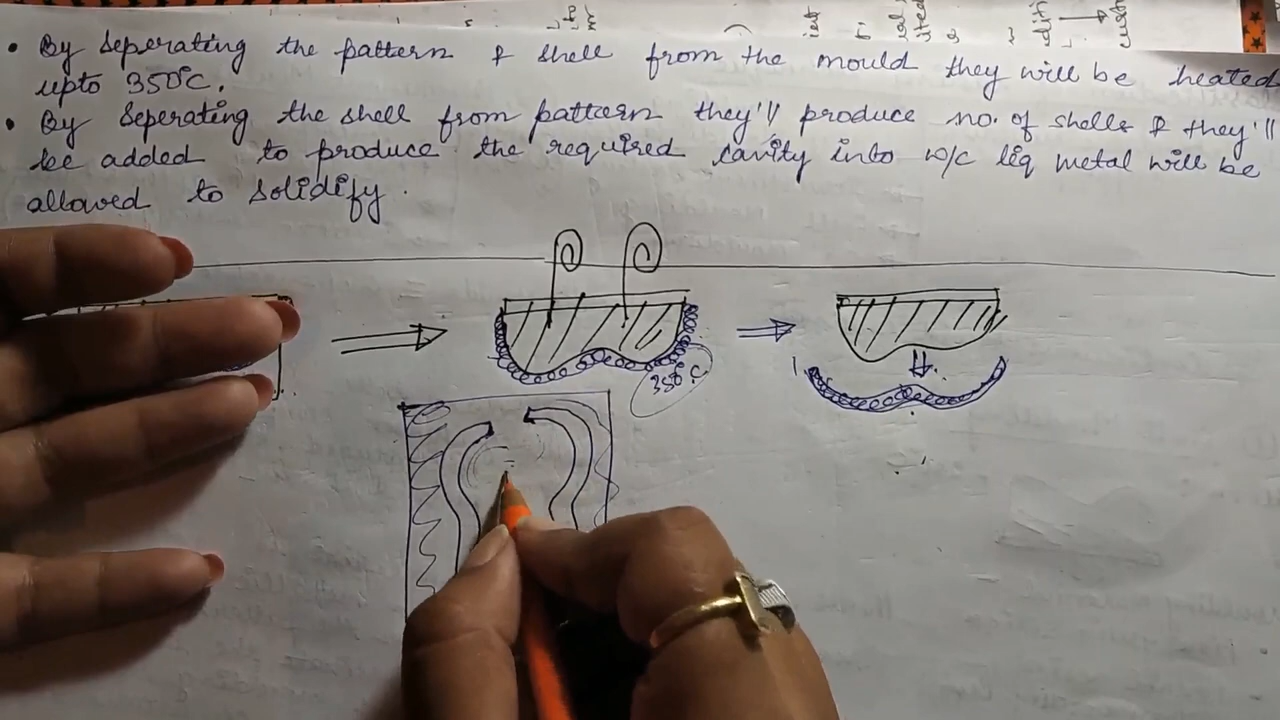 • By seperating the pattern & shell from the mould they will be heated
upto 350°C.
• By seperating the shell from pattern they'll produce no. of shells & they'll
be added to produce the required cavity into w/c liq metal will be
allowed to solidify.
350°C.